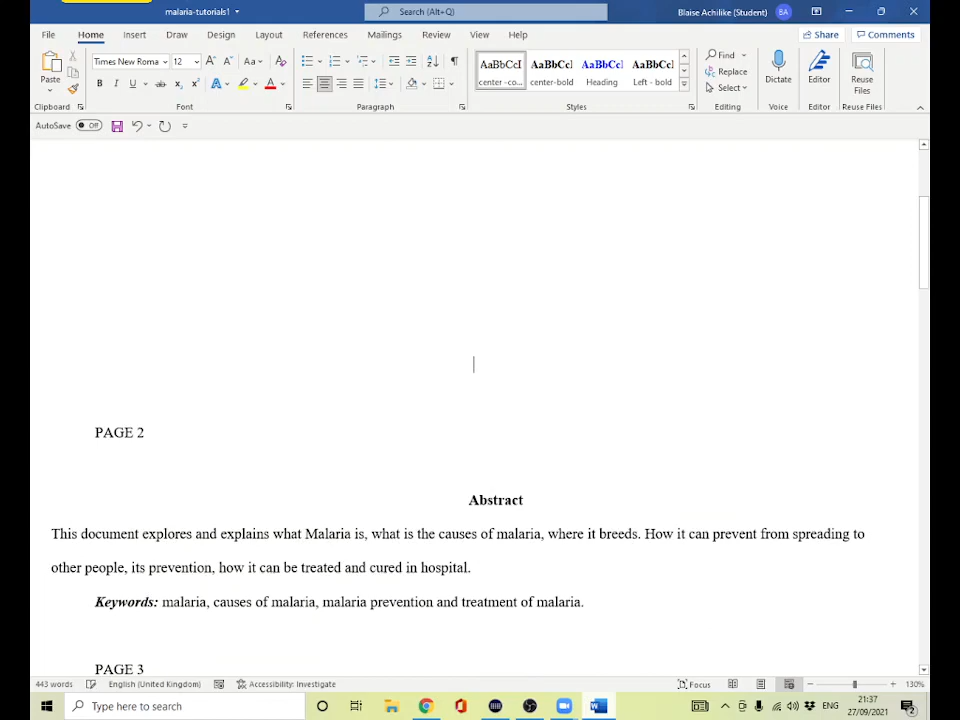 malaria-tutorials1
Search (Alt+Q)
Blaise Achilike (Student) BA
File Home Insert Draw Design Layout References Mailings Review View Help Share Comments
Paste
Times New Roma 12
Aa
AaBbCcI AaBbCcl AaBbCcl AaBbCcl
center -co... center-bold Heading Left - bold
Find
Replace
Select
Dictate
Editor
Reuse Files
Clipboard Font Paragraph Styles Editing Voice Editor Reuse Files
AutoSave Off
PAGE 2
Abstract
This document explores and explains what Malaria is, what is the causes of malaria, where it breeds. How it can prevent from spreading to
other people, its prevention, how it can be treated and cured in hospital.
Keywords: malaria, causes of malaria, malaria prevention and treatment of malaria.
PAGE 3
443 words English (United Kingdom) Accessibility: Investigate Focus 130%
Type here to search
ENG
21:37
27/09/2021
2